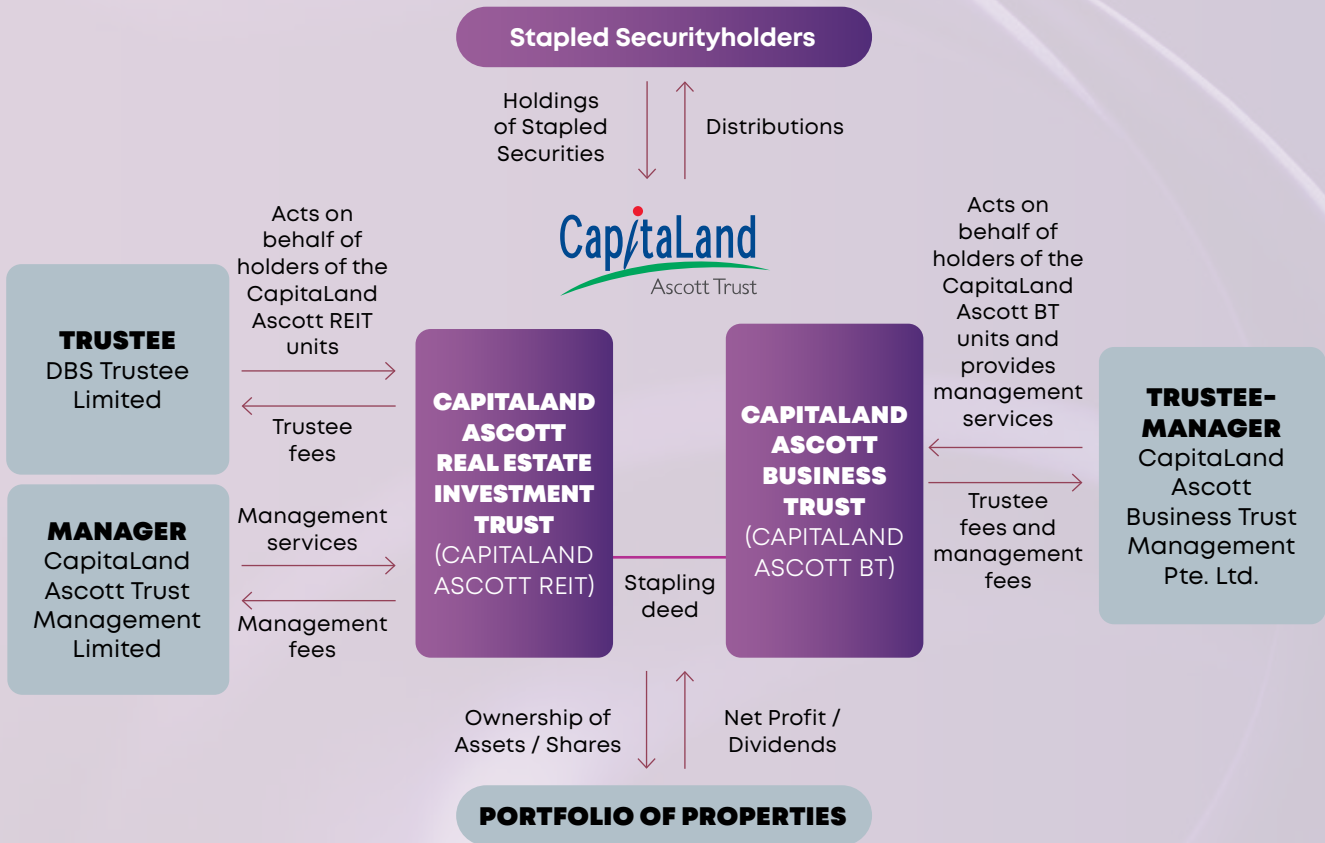 Stapled Securityholders
Holdings
of Stapled
Securities
Distributions
CapitaLand
Ascott Trust
Acts on
behalf of
holders of the
CapitaLand
Ascott REIT
units
TRUSTEE
DBS Trustee
Limited
Trustee
fees
MANAGER
CapitaLand
Ascott Trust
Management
Limited
Management
services
Management
fees
CAPITALAND
ASCOTT
REAL ESTATE
INVESTMENT
TRUST
(CAPITALAND
ASCOTT REIT)
Stapling
deed
CAPITALAND
ASCOTT
BUSINESS
TRUST
(CAPITALAND
ASCOTT BT)
Acts on
behalf of
holders of the
CapitaLand
Ascott BT
units and
provides
management
services
Trustee
fees and
management
fees
TRUSTEE-
MANAGER
CapitaLand
Ascott
Business Trust
Management
Pte. Ltd.
Ownership of
Assets / Shares
Net Profit /
Dividends
PORTFOLIO OF PROPERTIES